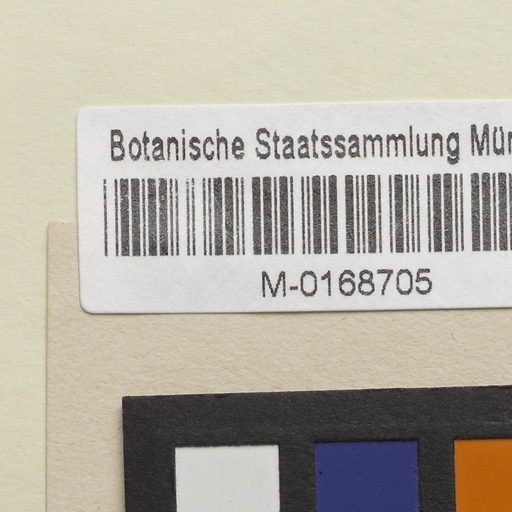 Botanische Staatssammlung Mün
M-0168705